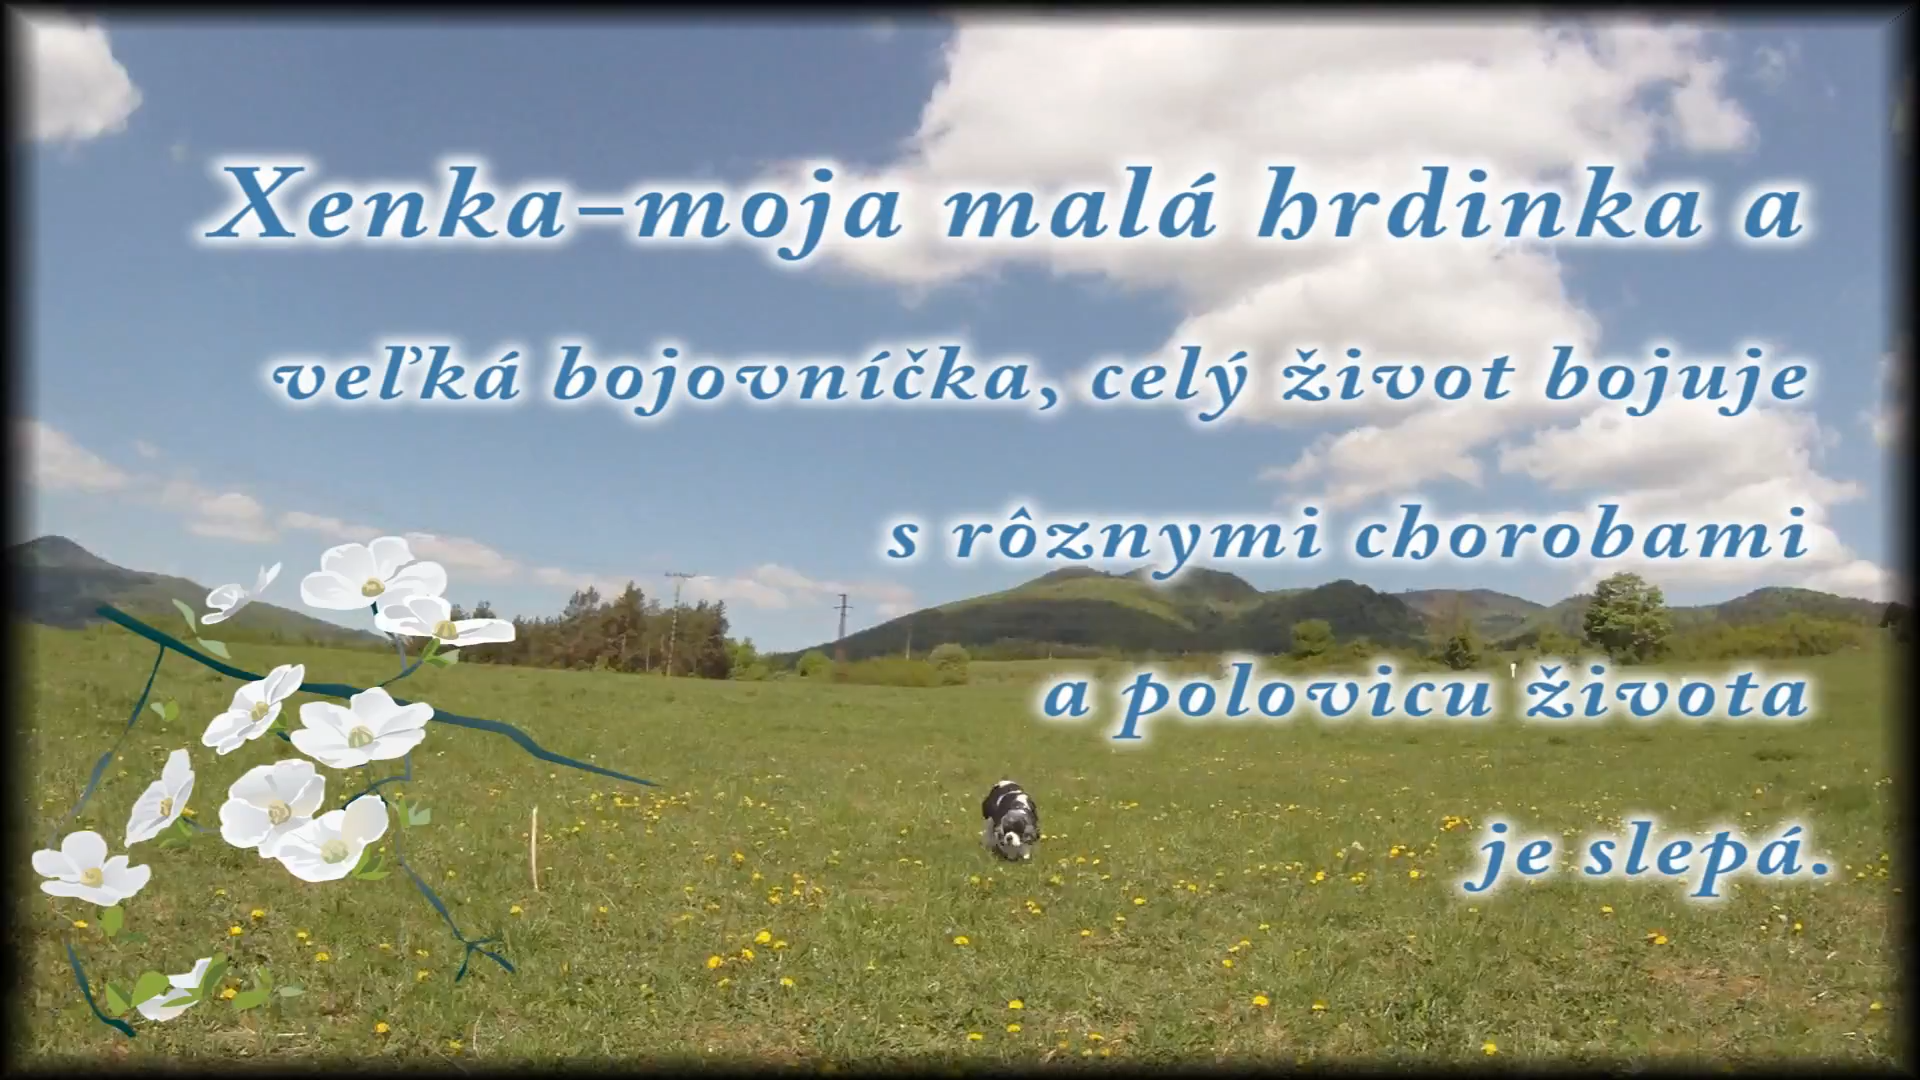 Xenka–moja malá hrdinka a
veľká bojovníčka, celý život bojuje
s rôznymi chorobami
a polovicu života
je slepá.